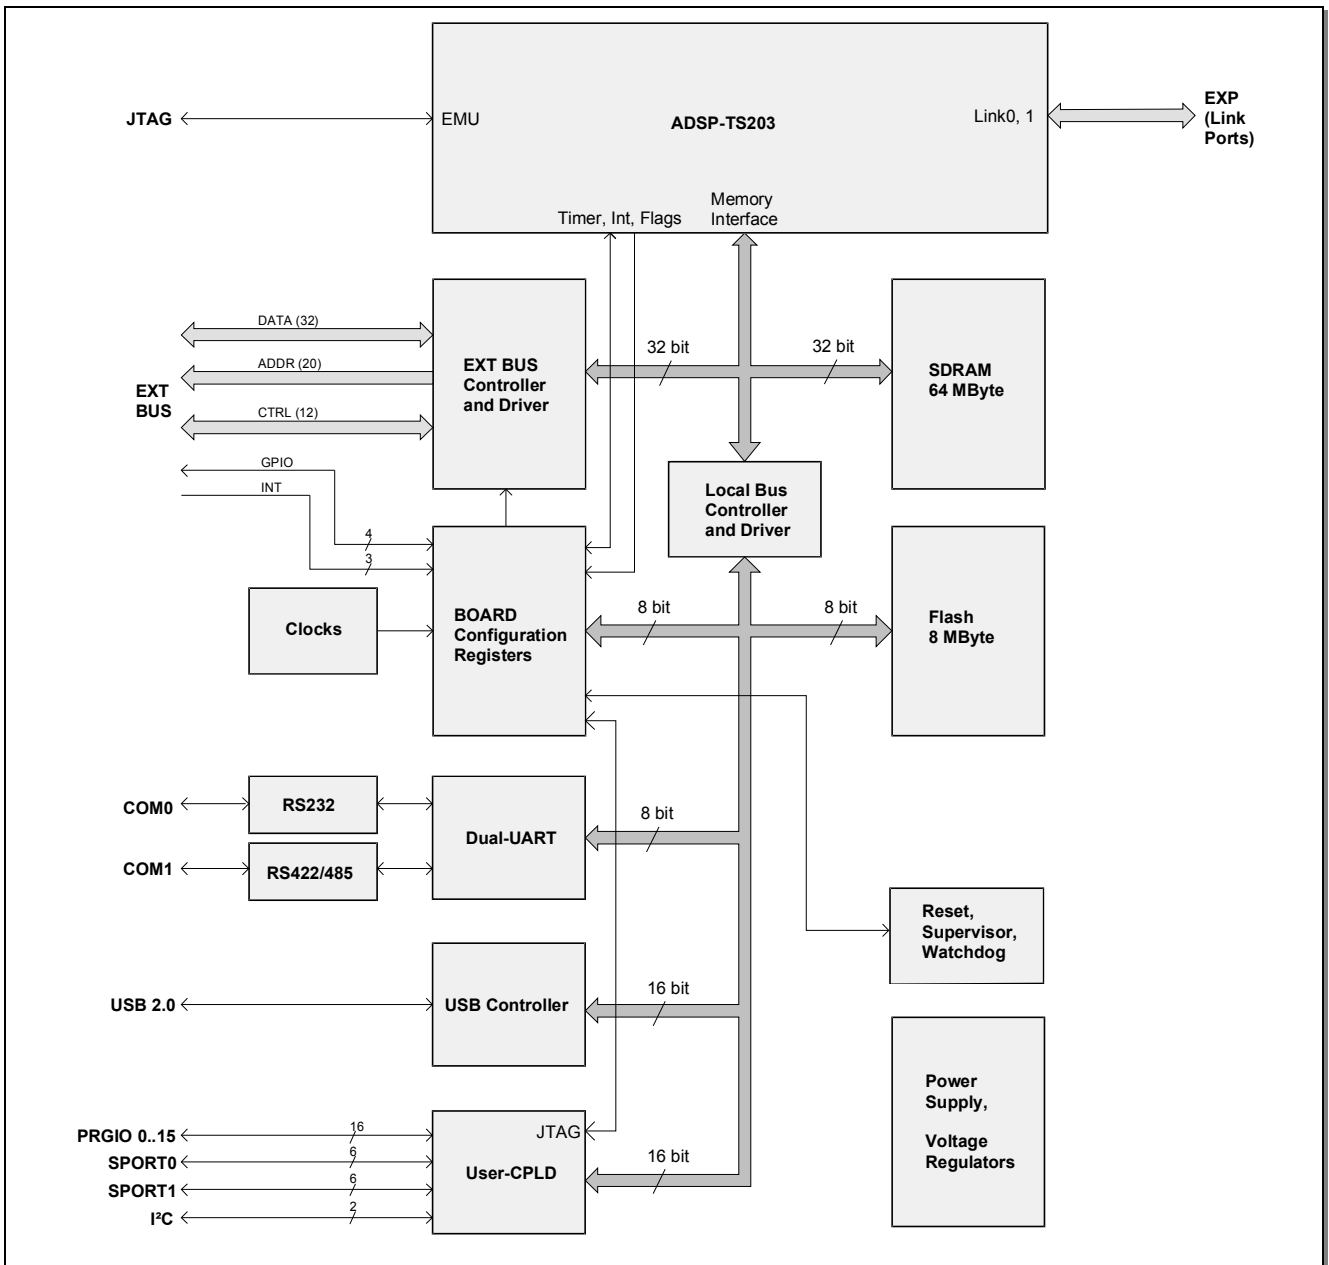 JTAG
EMU
ADSP-TS203
Link0, 1
EXP
(Link
Ports)
Timer, Int, Flags
Memory
Interface
DATA (32)
ADDR (20)
EXT
BUS
CTRL (12)
GPIO
INT
4
3
EXT BUS
Controller
and Driver
32 bit
32 bit
SDRAM
64 MByte
Local Bus
Controller
and Driver
Clocks
BOARD
Configuration
Registers
8 bit
8 bit
Flash
8 MByte
COM0
RS232
COM1
RS422/485
Dual-UART
8 bit
Reset,
Supervisor,
Watchdog
USB 2.0
USB Controller
16 bit
Power
Supply,
Voltage
Regulators
PRGIO 0..15
16
SPORT0
6
SPORT1
6
I²C
2
JTAG
User-CPLD
16 bit